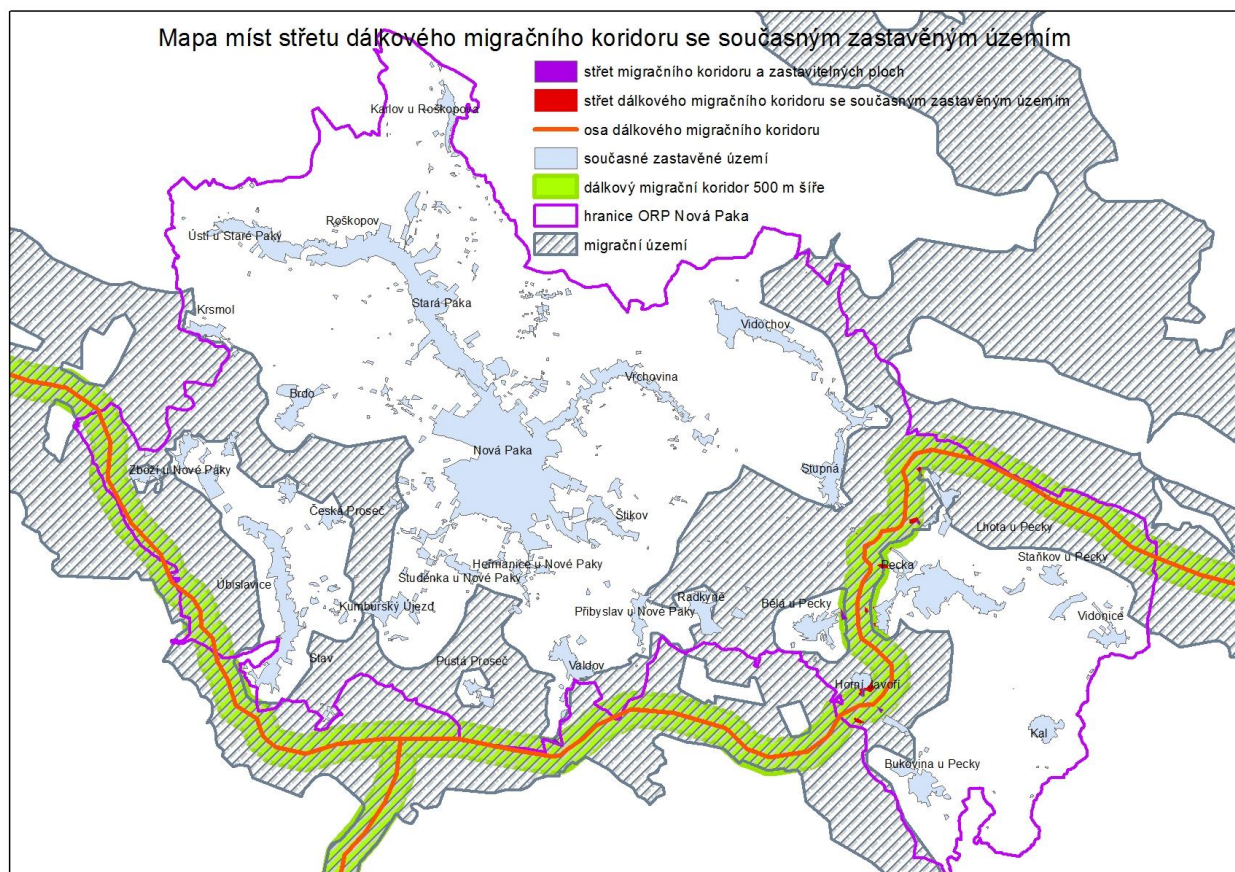 Mapa míst střetu dálkového migračního koridoru se současným zastavěným územím
střet migračního koridoru a zastavitelných ploch
střet dálkového migračního koridoru se současným zastavěným územím
osa dálkového migračního koridoru
současné zastavěné území
dálkový migrační koridor 500 m šíře
hranice ORP Nová Paka
migrační území
Karlov u Roškopova
Roškopov
Ústí u Staré Paky
Stará Paka
Krsmol
Vidochov
Vrchovina
Brdo
Nová Paka
Zboží u Nové Paky
Stupná
Česká Proseč
Štikov
Lhota u Pecky
Staňkov u Pecky
Heřmanice u Nové Paky
Pecka
Studénka u Nové Paky
Úbislavice
Kumburský Újezd
Radkyně
Přibyslav u Nové Paky
Bělá u Pecky
Vidonice
Stav
Pustá Proseč
Valdov
Horní Javoří
Kal
Bukovina u Pecky